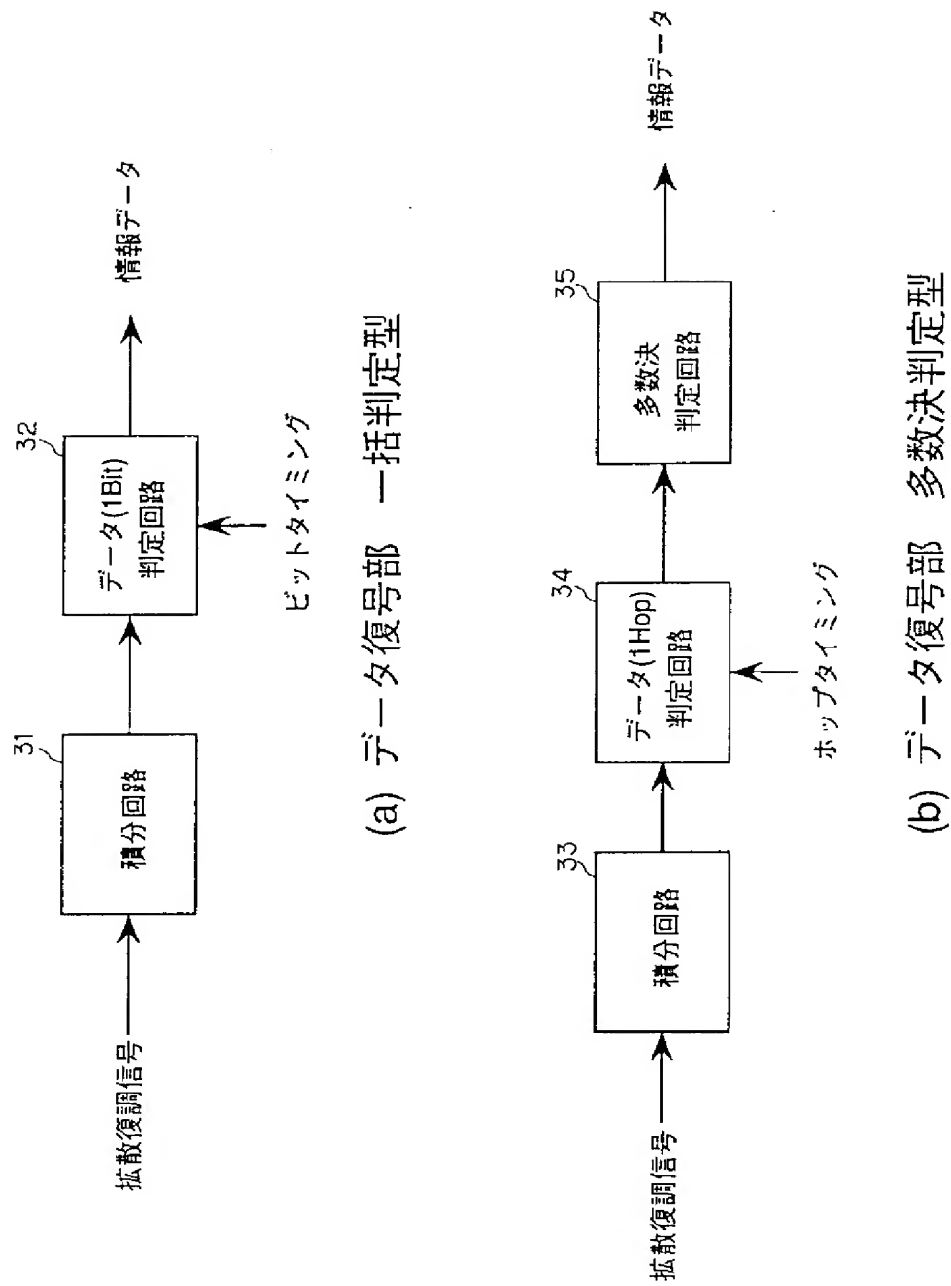 拡散復調信号
31
積分回路
32
データ(1Bit)
判定回路
ビットタイミング
情報データ
(a) データ復号部 一括判定型
拡散復調信号
33
積分回路
34
データ(1Hop)
判定回路
ホップタイミング
35
多数決
判定回路
情報データ
(b) データ復号部 多数決判定型